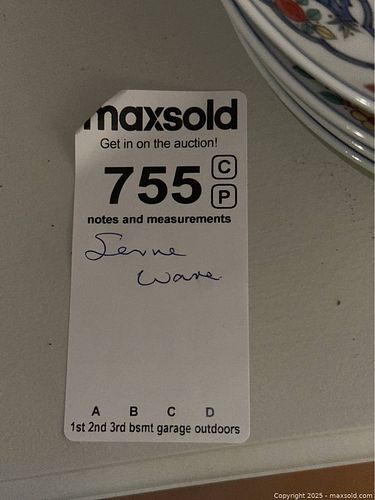 maxsold
Get in on the auction!
755 C
P
notes and measurements
Serve
ware
A B C D
1st 2nd 3rd bsmt garage outdoors
Copyright 2025 - maxsold.com